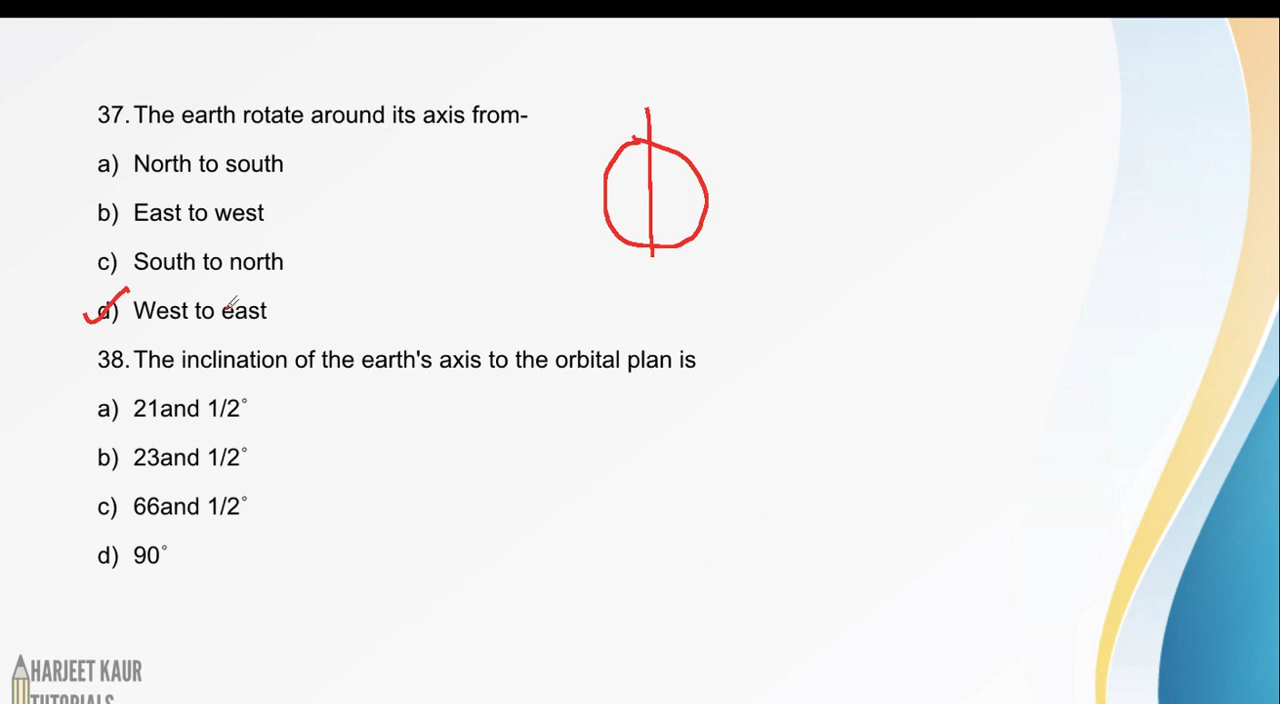 37. The earth rotate around its axis from-
a) North to south
b) East to west
c) South to north
d) West to east
38. The inclination of the earth's axis to the orbital plan is
a) 21and 1/2°
b) 23and 1/2°
c) 66and 1/2°
d) 90°
HARJEET KAUR
TUTORIALS